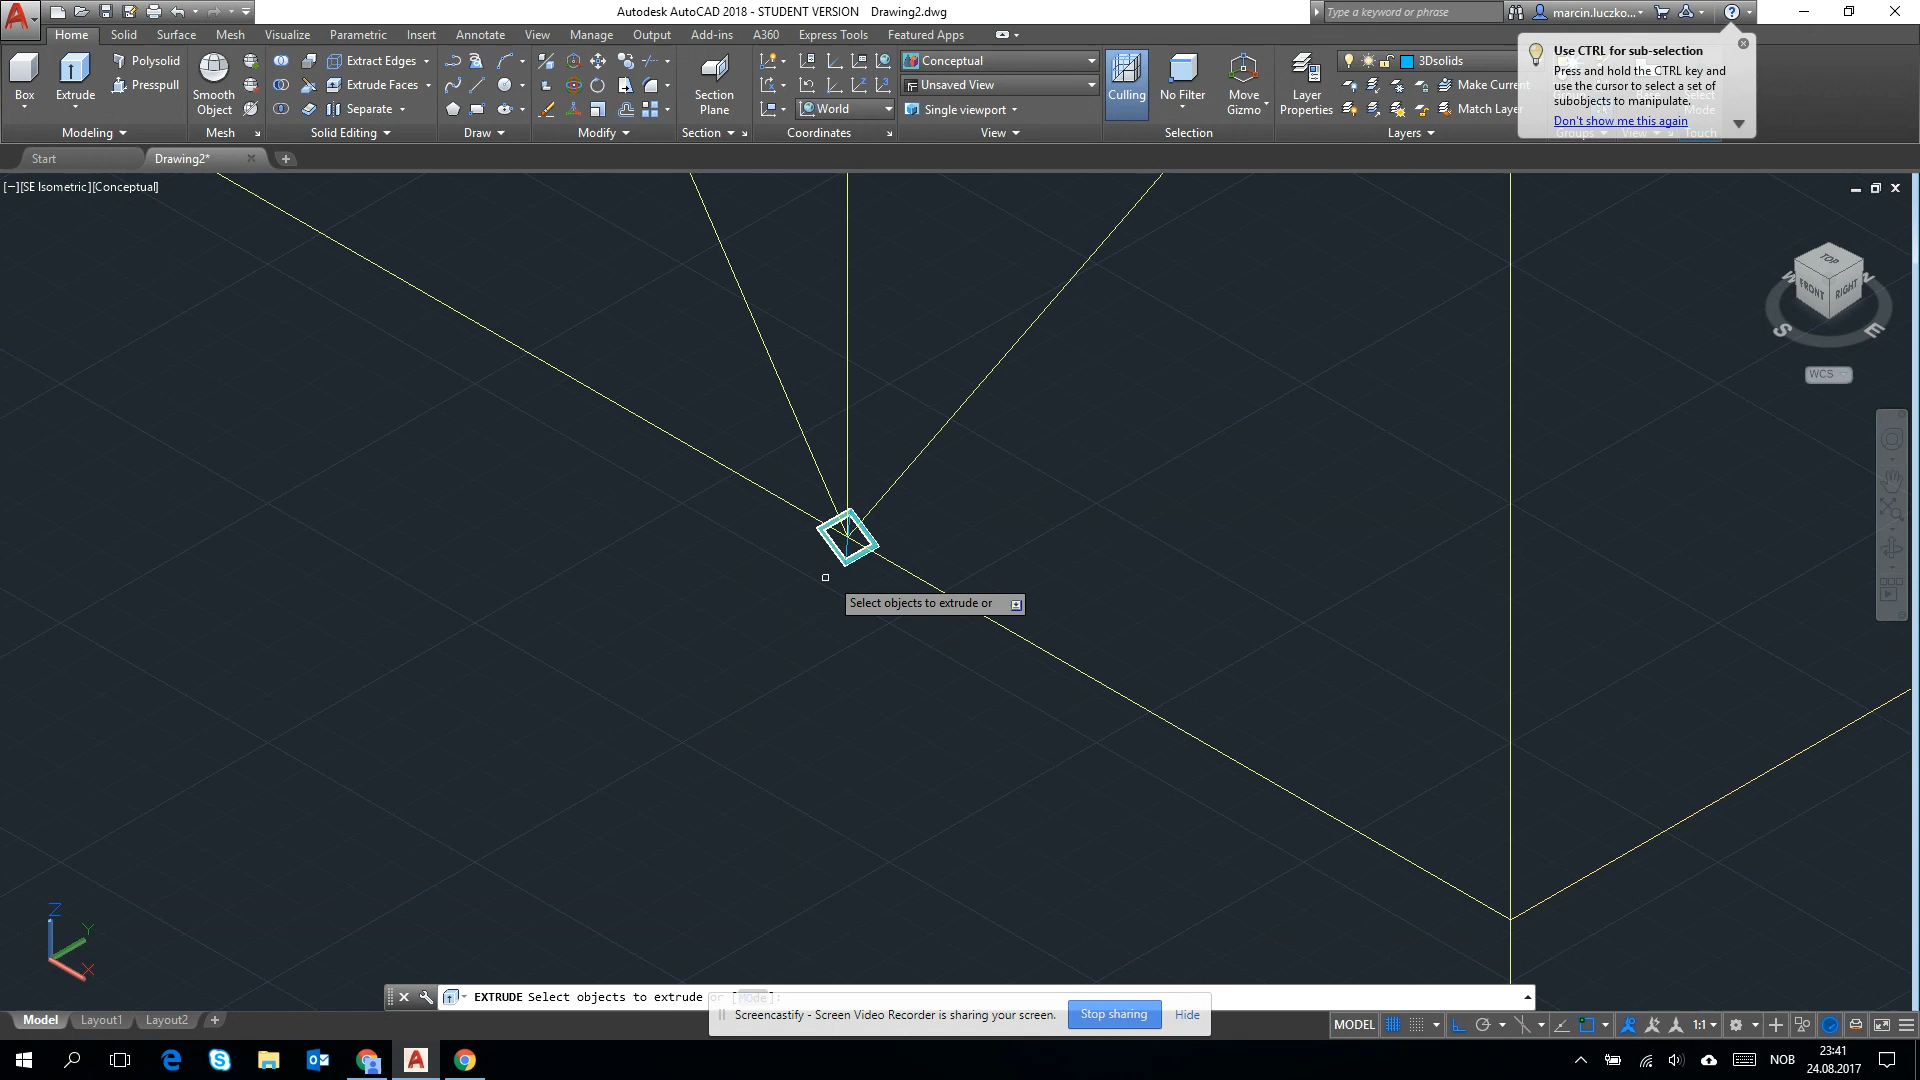 Autodesk AutoCAD 2018 - STUDENT VERSION Drawing2.dwg
Type a keyword or phrase
marcin.luczko...
Home Solid Surface Mesh Visualize Parametric Insert Annotate View Manage Output Add-ins A360 Express Tools Featured Apps
Box
Extrude
Polysolid
Presspull
Modeling
Smooth Object
Mesh
Extract Edges
Extrude Faces
Separate
Solid Editing
Draw
Modify
Section Plane
Section
World
Coordinates
Conceptual
Unsaved View
Single viewport
View
Culling
No Filter
Move Gizmo
Selection
Layer Properties
3Dsolids
Make Current
Match Layer
Layers
Use CTRL for sub-selection
Press and hold the CTRL key and
use the cursor to select a set of
subobjects to manipulate.
Don't show me this again
Groups View Touch
Start
Drawing2*
[−][SE Isometric][Conceptual]
TOP
FRONT
RIGHT
W
N
S
E
WCS
Select objects to extrude or
Z
Y
X
EXTRUDE Select objects to extrude or [MOde]:
Screencastify - Screen Video Recorder is sharing your screen.
Stop sharing
Hide
Model Layout1 Layout2
MODEL
1:1
NOB
23:41
24.08.2017